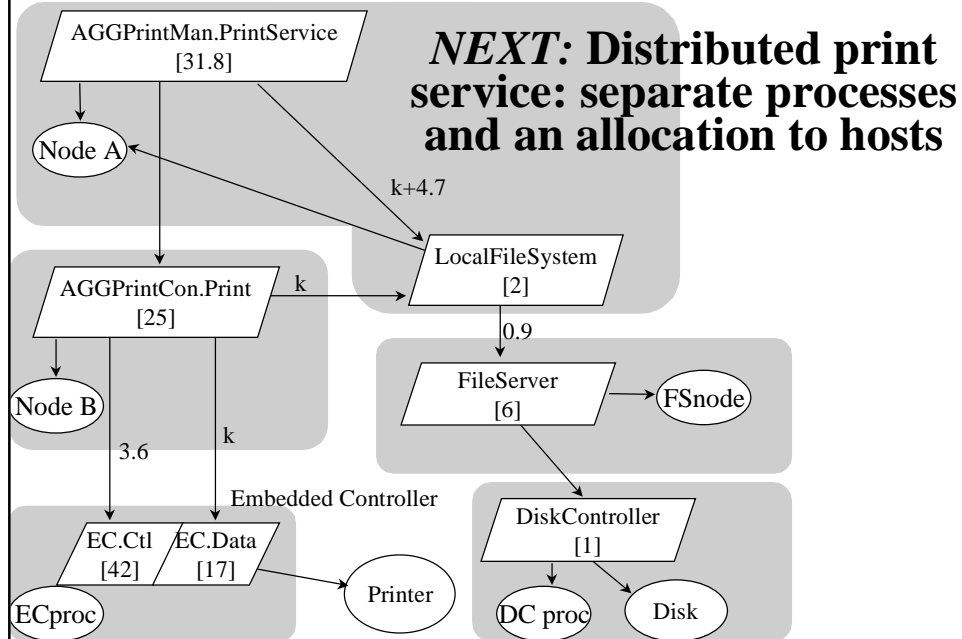 AGGPrintMan.PrintService
[31.8]
NEXT: Distributed print
service: separate processes
and an allocation to hosts
Node A
k+4.7
LocalFileSystem
[2]
AGGPrintCon.Print
[25]
k
0.9
FileServer
[6]
FSnode
Node B
3.6
k
Embedded Controller
EC.Ctl
[42]
EC.Data
[17]
DiskController
[1]
ECproc
Printer
DC proc
Disk